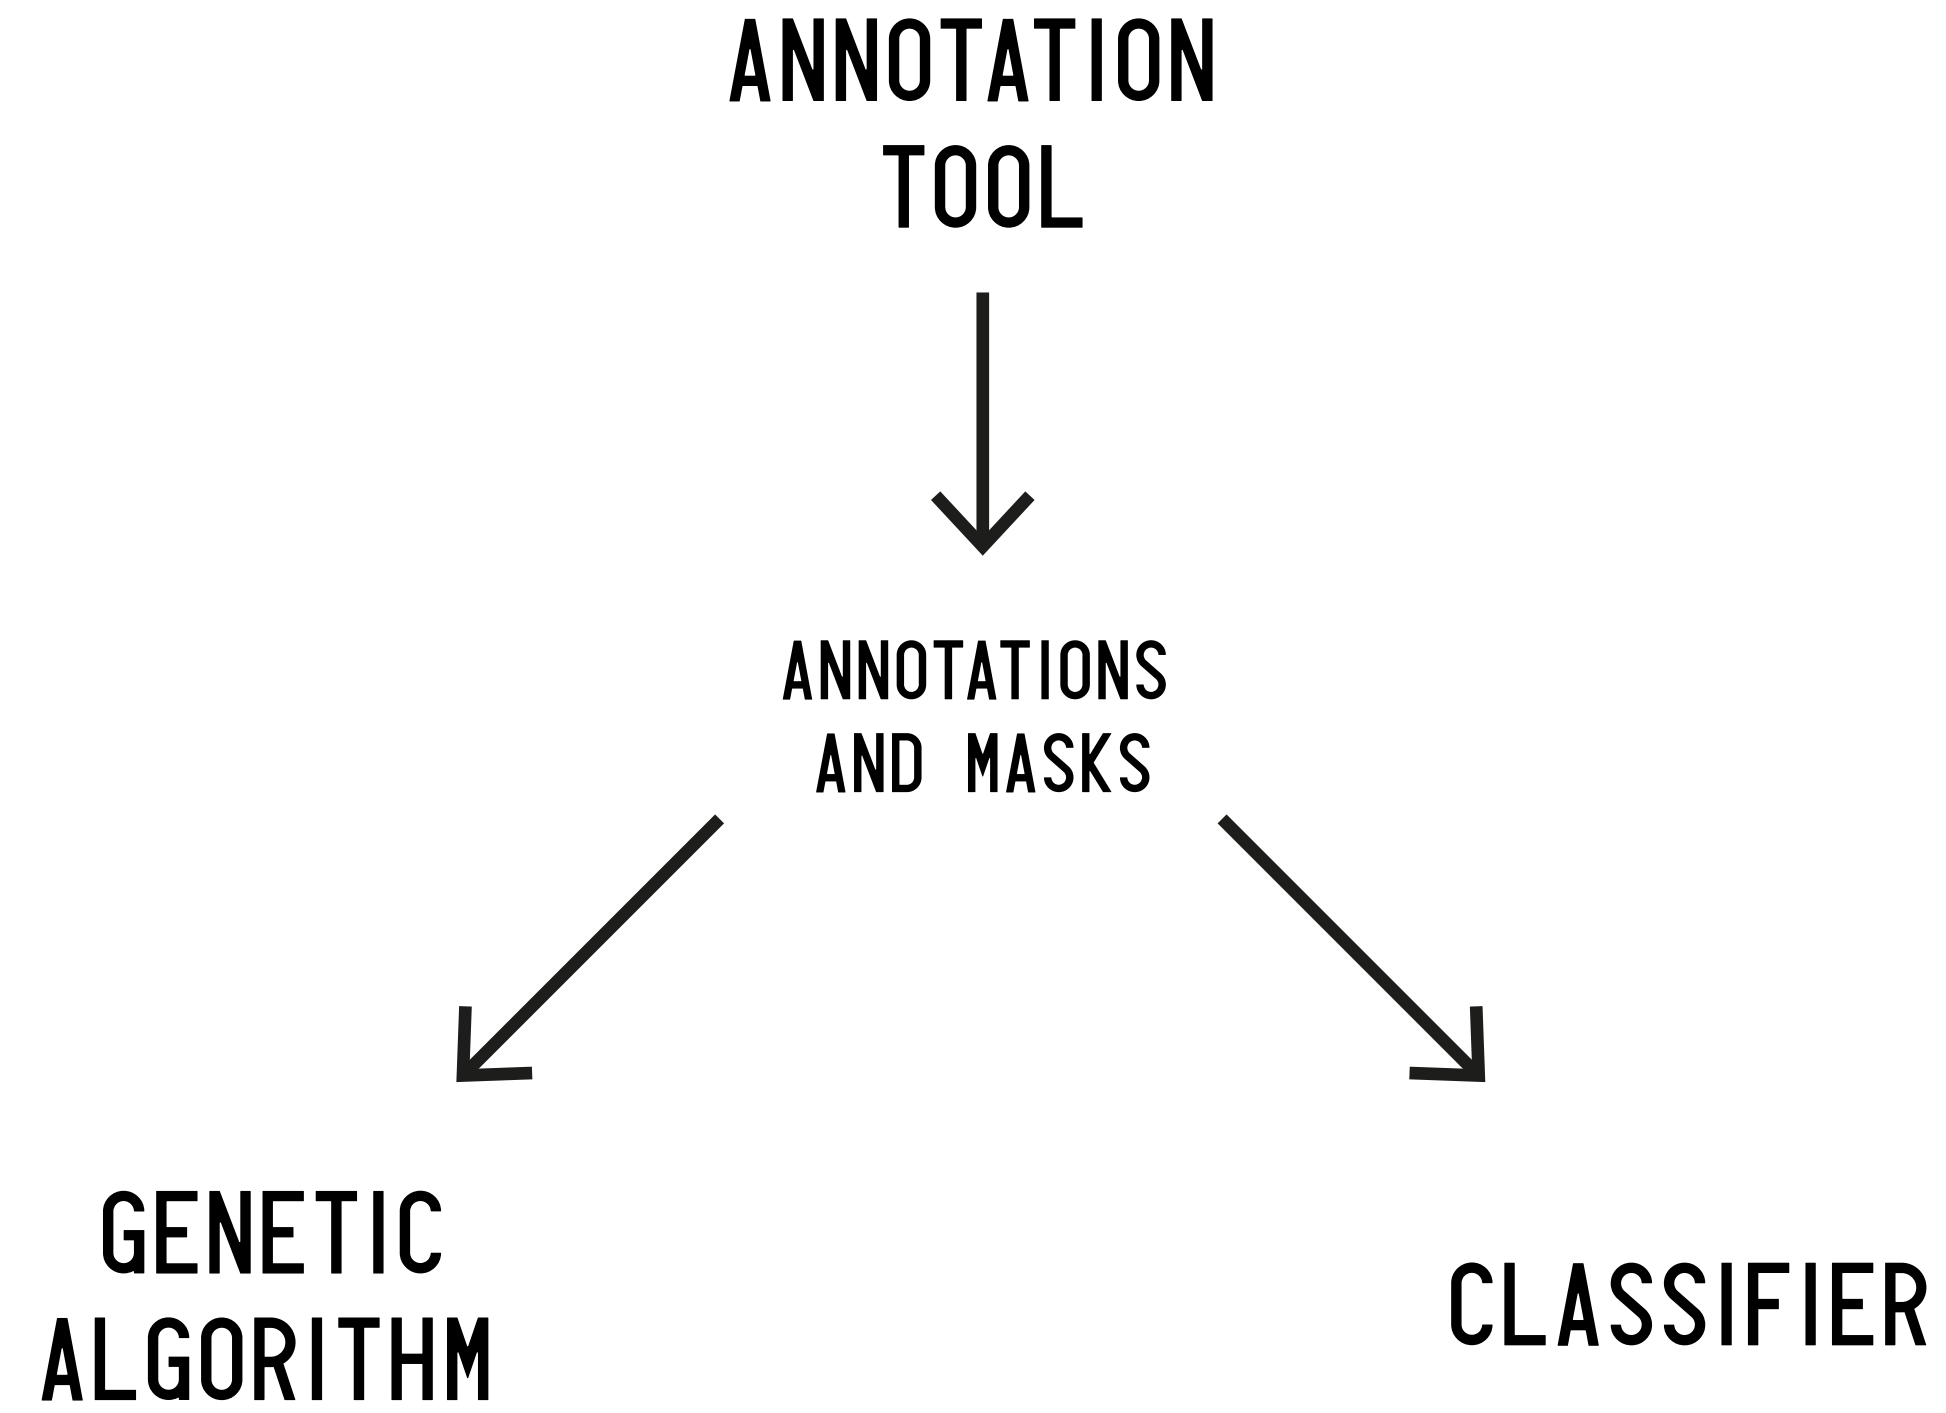 ANNOTATION
TOOL
ANNOTATIONS
AND MASKS
GENETIC
ALGORITHM
CLASSIFIER